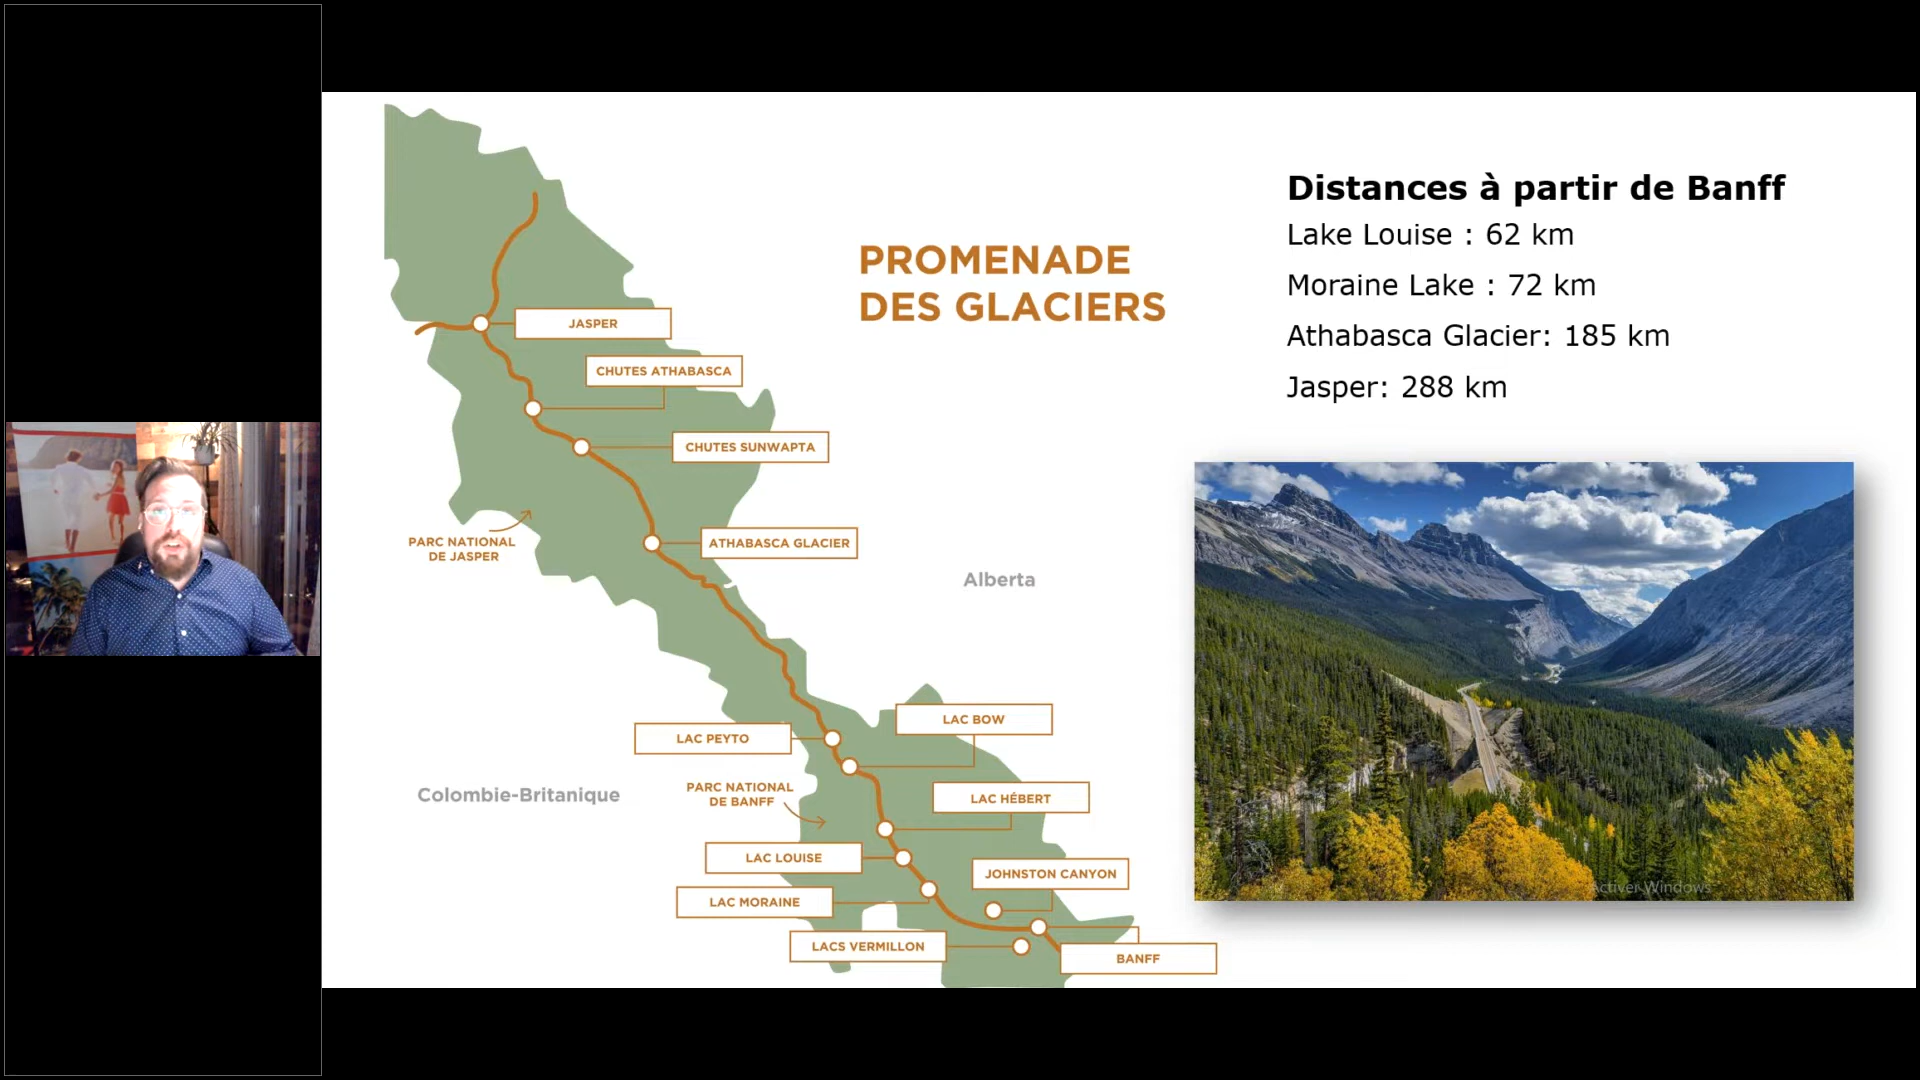 PROMENADE
DES GLACIERS
JASPER
CHUTES ATHABASCA
CHUTES SUNWAPTA
ATHABASCA GLACIER
PARC NATIONAL
DE JASPER
Alberta
LAC BOW
LAC PEYTO
PARC NATIONAL
DE BANFF
Colombie-Britanique
LAC HÉBERT
LAC LOUISE
JOHNSTON CANYON
LAC MORAINE
LACS VERMILLON
BANFF
Distances à partir de Banff
Lake Louise : 62 km
Moraine Lake : 72 km
Athabasca Glacier: 185 km
Jasper: 288 km
Activer Windows